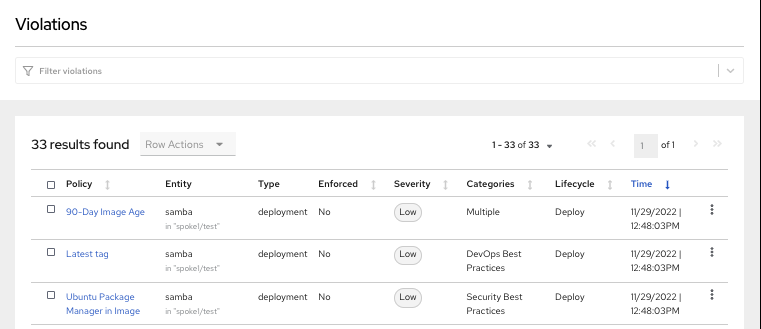 Violations
Filter violations
33 results found Row Actions 1 - 33 of 33 1 of 1
Policy Entity Type Enforced Severity Categories Lifecycle Time
90-Day Image Age samba deployment No Low Multiple Deploy 11/29/2022 |
in "spoke1/test" 12:48:03PM
Latest tag samba deployment No Low DevOps Best Deploy 11/29/2022 |
in "spoke1/test" Practices 12:48:03PM
Ubuntu Package samba deployment No Low Security Best Deploy 11/29/2022 |
Manager in Image in "spoke1/test" Practices 12:48:03PM